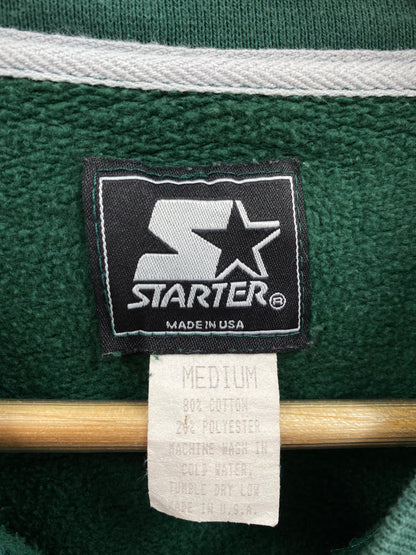 STARTER®
MADE IN USA
MEDIUM
80% COTTON
20% POLYESTER
MACHINE WASH IN
COLD WATER,
TUMBLE DRY LOW
MADE IN U.S.A.